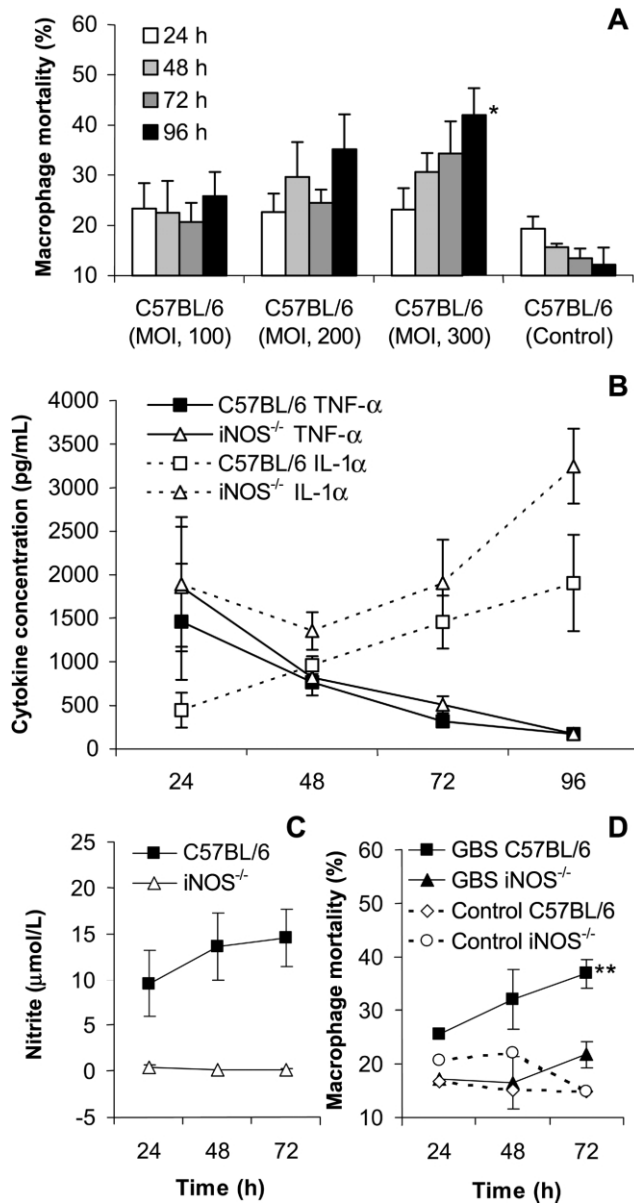 A
Macrophage mortality (%)
60
50
40
30
20
10
24 h
48 h
72 h
96 h
*
C57BL/6 C57BL/6 C57BL/6 C57BL/6
(MOI, 100) (MOI, 200) (MOI, 300) (Control)
B
Cytokine concentration (pg/mL)
4000
3500
3000
2500
2000
1500
1000
500
0
C57BL/6 TNF-α
iNOS-/- TNF-α
C57BL/6 IL-1α
iNOS-/- IL-1α
24 48 72 96
C
Nitrite (μmol/L)
25
20
15
10
5
0
-5
C57BL/6
iNOS-/-
24 48 72
Time (h)
D
Macrophage mortality (%)
60
50
40
30
20
10
GBS C57BL/6
GBS iNOS-/-
Control C57BL/6
Control iNOS-/-
**
24 48 72
Time (h)